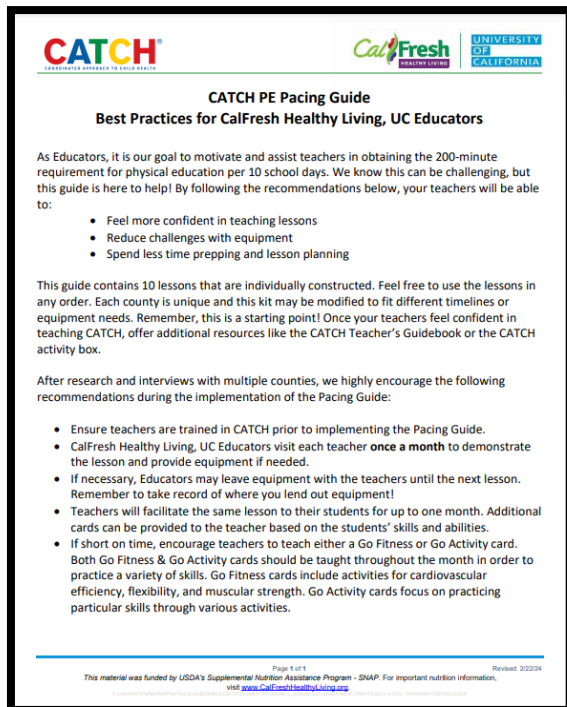 CATCH®
COORDINATED APPROACH TO CHILD HEALTH
CalFresh
HEALTHY LIVING
UNIVERSITY
OF
CALIFORNIA
CATCH PE Pacing Guide
Best Practices for CalFresh Healthy Living, UC Educators
As Educators, it is our goal to motivate and assist teachers in obtaining the 200-minute
requirement for physical education per 10 school days. We know this can be challenging, but
this guide is here to help! By following the recommendations below, your teachers will be able
to:
• Feel more confident in teaching lessons
• Reduce challenges with equipment
• Spend less time prepping and lesson planning
This guide contains 10 lessons that are individually constructed. Feel free to use the lessons in
any order. Each county is unique and this kit may be modified to fit different timelines or
equipment needs. Remember, this is a starting point! Once your teachers feel confident in
teaching CATCH, offer additional resources like the CATCH Teacher's Guidebook or the CATCH
activity box.
After research and interviews with multiple counties, we highly encourage the following
recommendations during the implementation of the Pacing Guide:
• Ensure teachers are trained in CATCH prior to implementing the Pacing Guide.
• CalFresh Healthy Living, UC Educators visit each teacher once a month to demonstrate
the lesson and provide equipment if needed.
• If necessary, Educators may leave equipment with the teachers until the next lesson.
Remember to take record of where you lend out equipment!
• Teachers will facilitate the same lesson to their students for up to one month. Additional
cards can be provided to the teacher based on the students' skills and abilities.
• If short on time, encourage teachers to teach either a Go Fitness or Go Activity card.
Both Go Fitness & Go Activity cards should be taught throughout the month in order to
practice a variety of skills. Go Fitness cards include activities for cardiovascular
efficiency, flexibility, and muscular strength. Go Activity cards focus on practicing
particular skills through various activities.
Page 1 of 1
Revised 2/22/24
This material was funded by USDA's Supplemental Nutrition Assistance Program - SNAP. For important nutrition information,
visit www.CalFreshHealthyLiving.org.